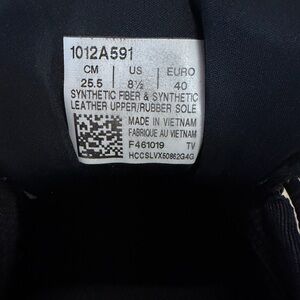 1012A591
CM US EURO
25.5 8½ 40
SYNTHETIC FIBER & SYNTHETIC
LEATHER UPPER/RUBBER SOLE
MADE IN VIETNAM
FABRIQUE AU VIETNAM
F461019 TV
HCCSLVX60862G4G